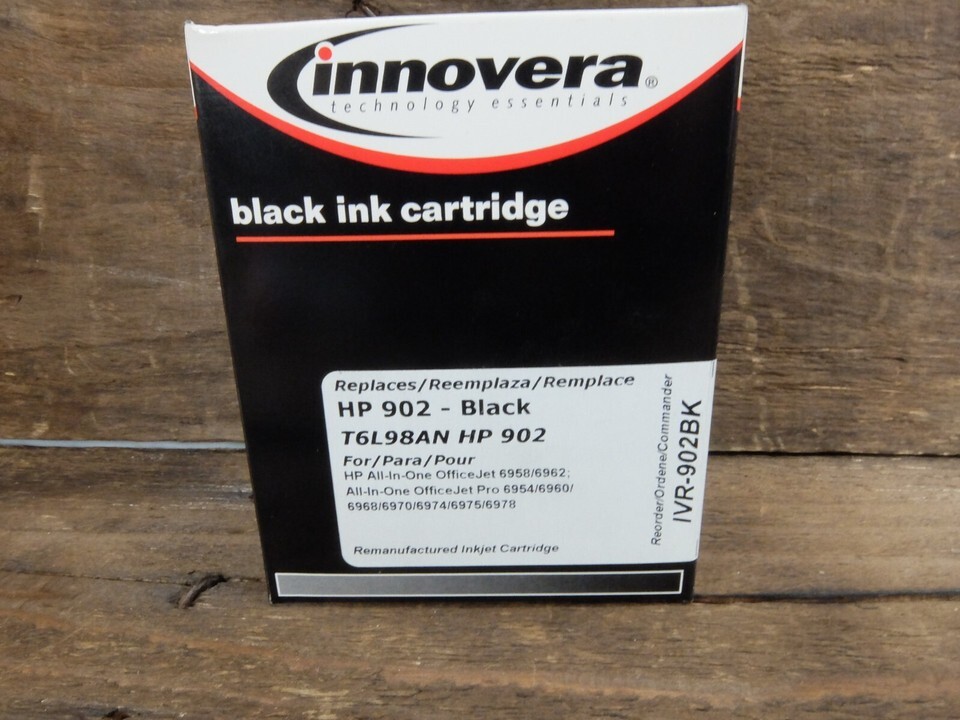 innovera®
technology essentials
black ink cartridge
Replaces/Reemplaza/Remplace
HP 902 - Black
T6L98AN HP 902
For/Para/Pour
HP All-In-One OfficeJet 6958/6962;
All-In-One OfficeJet Pro 6954/6960/
6968/6970/6974/6975/6978
Remanufactured Inkjet Cartridge
Reorder/Ordene/Commander
IVR-902BK